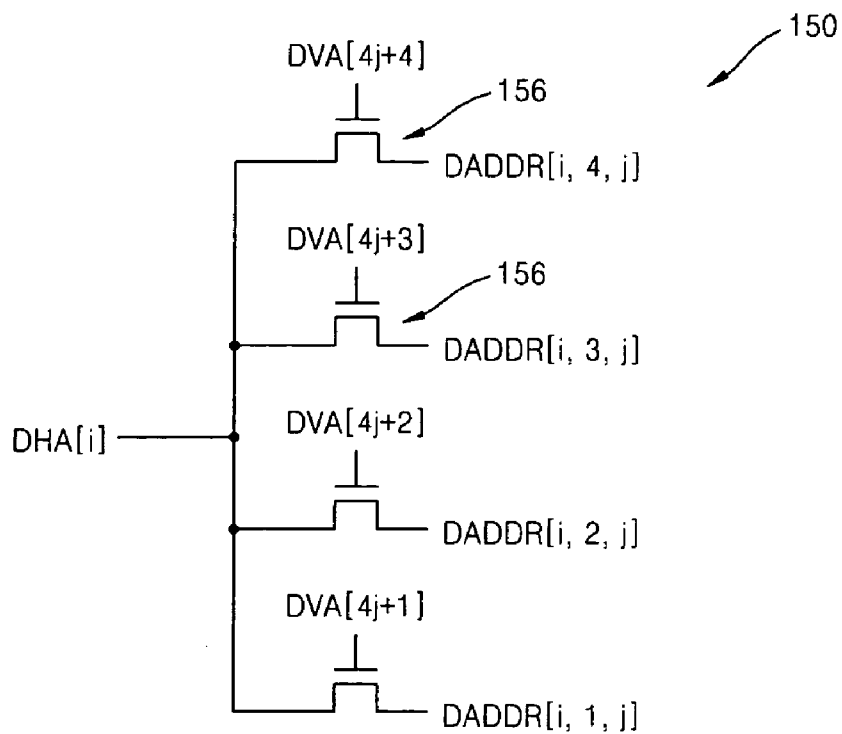 150
DVA[4j+4]
156
DADDR[i, 4, j]
DVA[4j+3]
156
DADDR[i, 3, j]
DHA[i]
DVA[4j+2]
DADDR[i, 2, j]
DVA[4j+1]
DADDR[i, 1, j]